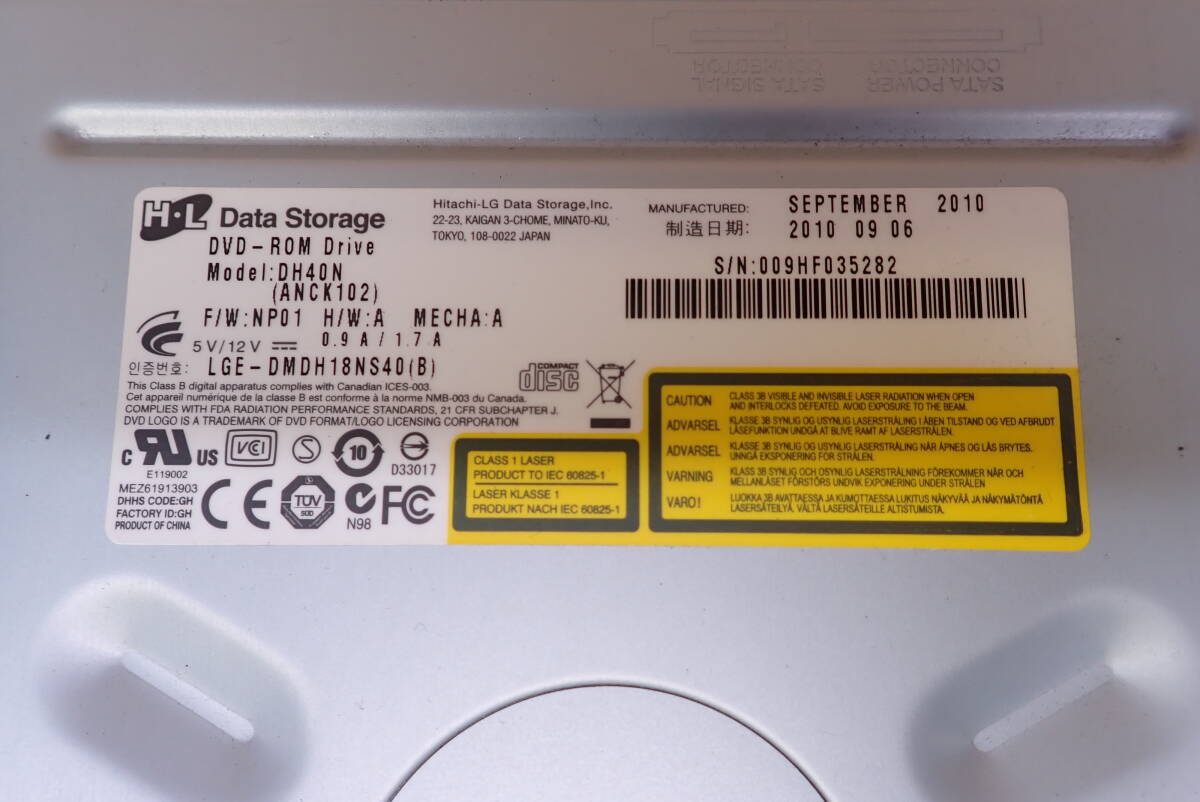 SATA SIGNAL CONNECTOR
SATA POWER CONNECTOR
H·L Data Storage
DVD-ROM Drive
Model:DH40N
(ANCK102)
F/W:NP01 H/W:A MECHA:A
5V/12V 0.9 A / 1.7 A
인증번호: LGE-DMDH18NS40(B)
This Class B digital apparatus complies with Canadian ICES-003.
Cet appareil numérique de la classe B est conforme à la norme NMB-003 du Canada.
COMPLIES WITH FDA RADIATION PERFORMANCE STANDARDS, 21 CFR SUBCHAPTER J.
DVD LOGO IS A TRADEMARK OF DVD FORMAT/LOGO LICENSING CORPORATION
Hitachi-LG Data Storage,Inc.
22-23, KAIGAN 3-CHOME, MINATO-KU,
TOKYO, 108-0022 JAPAN
MANUFACTURED: SEPTEMBER 2010
制造日期: 2010 09 06
S/N:009HF035282
COMPACT
disc
c RU US
E119002
VCI
S
10
D33017
MEZ61913903
DHHS CODE:GH
FACTORY ID:GH
PRODUCT OF CHINA
CE
TÜV
SÜD
N98
FC
CLASS 1 LASER
PRODUCT TO IEC 60825-1
LASER KLASSE 1
PRODUKT NACH IEC 60825-1
CAUTION CLASS 3B VISIBLE AND INVISIBLE LASER RADIATION WHEN OPEN
AND INTERLOCKS DEFEATED. AVOID EXPOSURE TO THE BEAM.
ADVARSEL KLASSE 3B SYNLIG OG USYNLIG LASERSTRÅLING I ÅBEN TILSTAND OG VED AFBRUDT
LÅSEFUNKTION UNDGÅ AT BLIVE RAMT AF LASERSTRÅLEN.
ADVARSEL KLASSE 3B SYNLIG OG USYNLIG LASERSTRÅLING NÅR ÅPNES OG LÅS BRYTES.
UNNGÅ EKSPONERING FOR STRÅLEN.
VARNING KLASS 3B SYNLIG OCH OSYNLIG LASERSTRÅLNING FÖREKOMMER NÄR OCH
MELLANLÅSET FÖRSTÖRS UNDVIK EXPONERING UNDER STRÅLEN
VARO! LUOKKA 3B AVATTAESSA JA KUMOTTAESSA LUKITUS NÄKYVÄÄ JA NÄKYMÄTÖNTÄ
LASERSÄTEILYÄ. VÄLTÄ LASERSÄTEILLE ALTISTUMISTA.